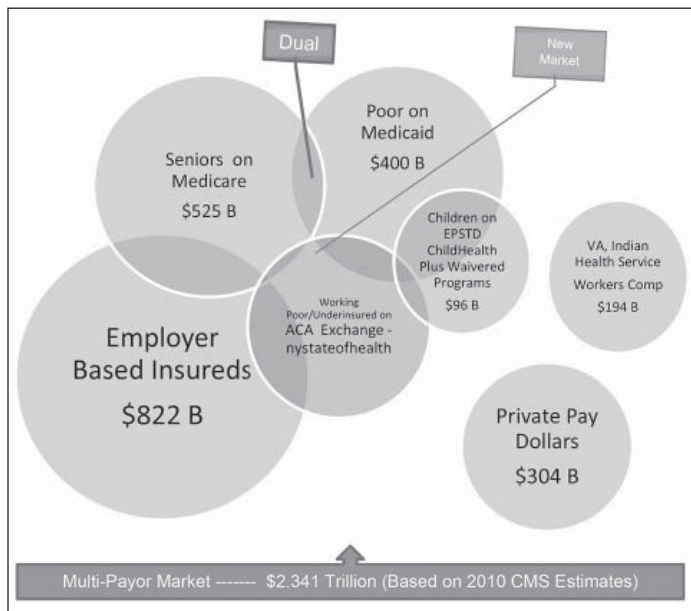 Dual
New
Market
Poor on
Medicaid
$400 B
Seniors on
Medicare
$525 B
Children on
EPSTD
ChildHealth
Plus Waivered
Programs
$96 B
VA, Indian
Health Service
Workers Comp
$194 B
Working
Poor/Underinsured on
ACA Exchange -
nystateofhealth
Employer
Based Insureds
$822 B
Private Pay
Dollars
$304 B
Multi-Payor Market ------- $2.341 Trillion (Based on 2010 CMS Estimates)